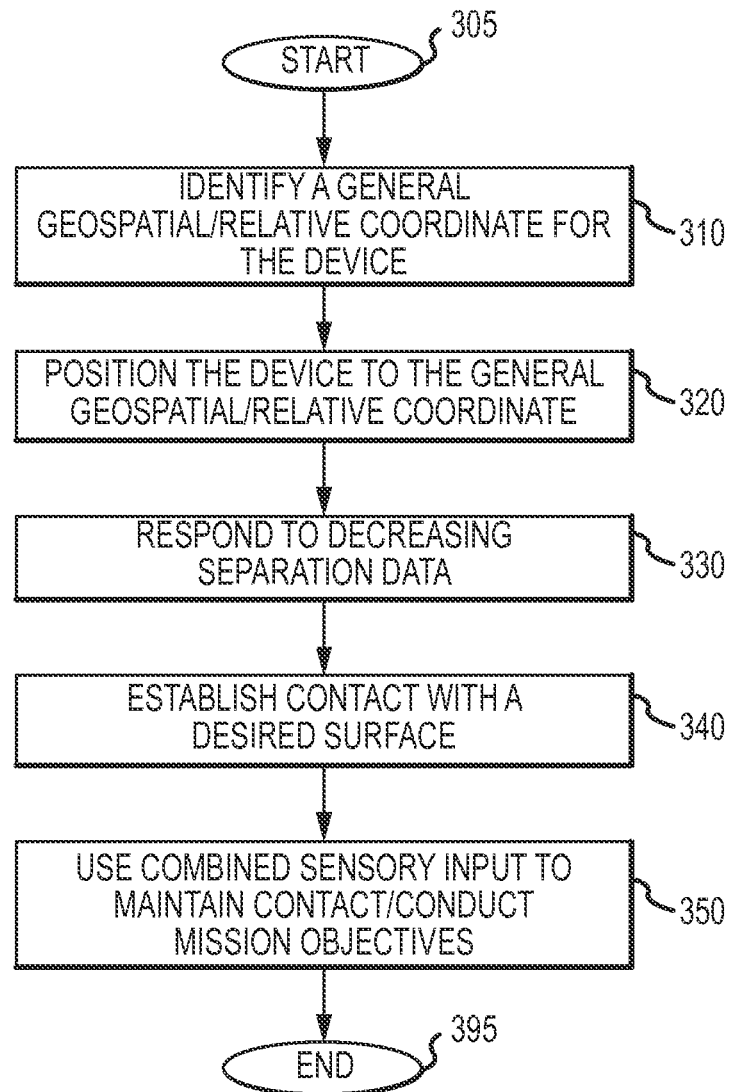 305
START
IDENTIFY A GENERAL
GEOSPATIAL/RELATIVE COORDINATE FOR
THE DEVICE
310
POSITION THE DEVICE TO THE GENERAL
GEOSPATIAL/RELATIVE COORDINATE
320
RESPOND TO DECREASING
SEPARATION DATA
330
ESTABLISH CONTACT WITH A
DESIRED SURFACE
340
USE COMBINED SENSORY INPUT TO
MAINTAIN CONTACT/CONDUCT
MISSION OBJECTIVES
350
395
END